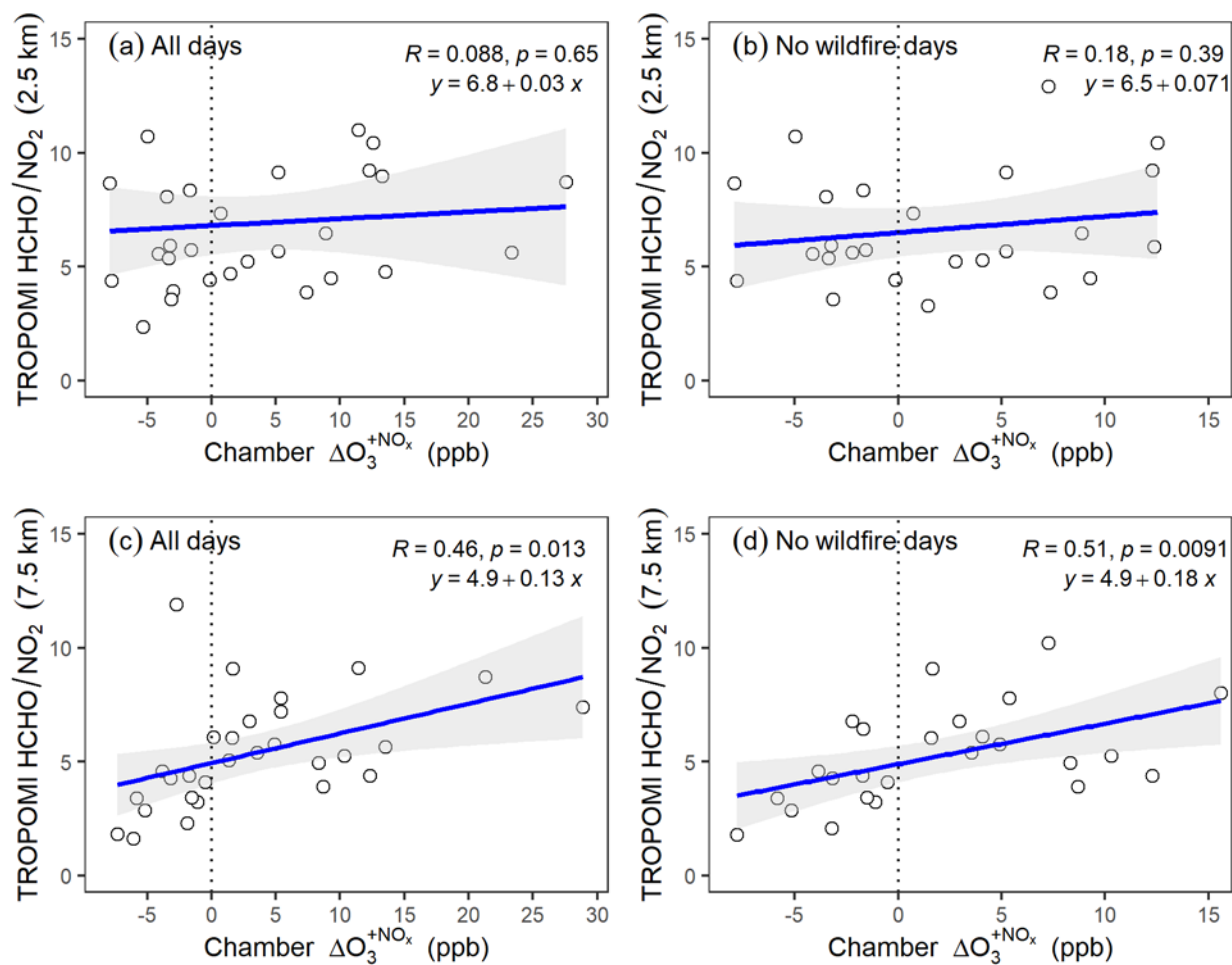 (a) All days
R = 0.088, p = 0.65
y = 6.8 + 0.03 x
TROPOMI HCHO/NO₂ (2.5 km)
15
10
5
0
-5 0 5 10 15 20 25 30
Chamber ΔO₃⁺ᴺᴼˣ (ppb)
(b) No wildfire days
R = 0.18, p = 0.39
y = 6.5 + 0.071
TROPOMI HCHO/NO₂ (2.5 km)
15
10
5
0
-5 0 5 10 15
Chamber ΔO₃⁺ᴺᴼˣ (ppb)
(c) All days
R = 0.46, p = 0.013
y = 4.9 + 0.13 x
TROPOMI HCHO/NO₂ (7.5 km)
15
10
5
0
-5 0 5 10 15 20 25 30
Chamber ΔO₃⁺ᴺᴼˣ (ppb)
(d) No wildfire days
R = 0.51, p = 0.0091
y = 4.9 + 0.18 x
TROPOMI HCHO/NO₂ (7.5 km)
15
10
5
0
-5 0 5 10 15
Chamber ΔO₃⁺ᴺᴼˣ (ppb)